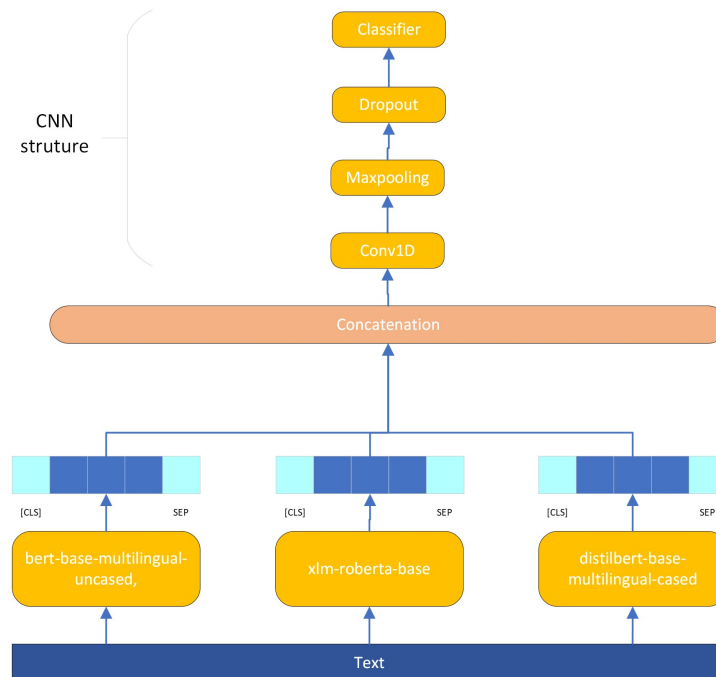 Classifier
Dropout
CNN
struture
Maxpooling
Conv1D
Concatenation
[CLS] SEP [CLS] SEP [CLS] SEP
bert-base-multilingual-
uncased,
xlm-roberta-base
distilbert-base-
multilingual-cased
Text